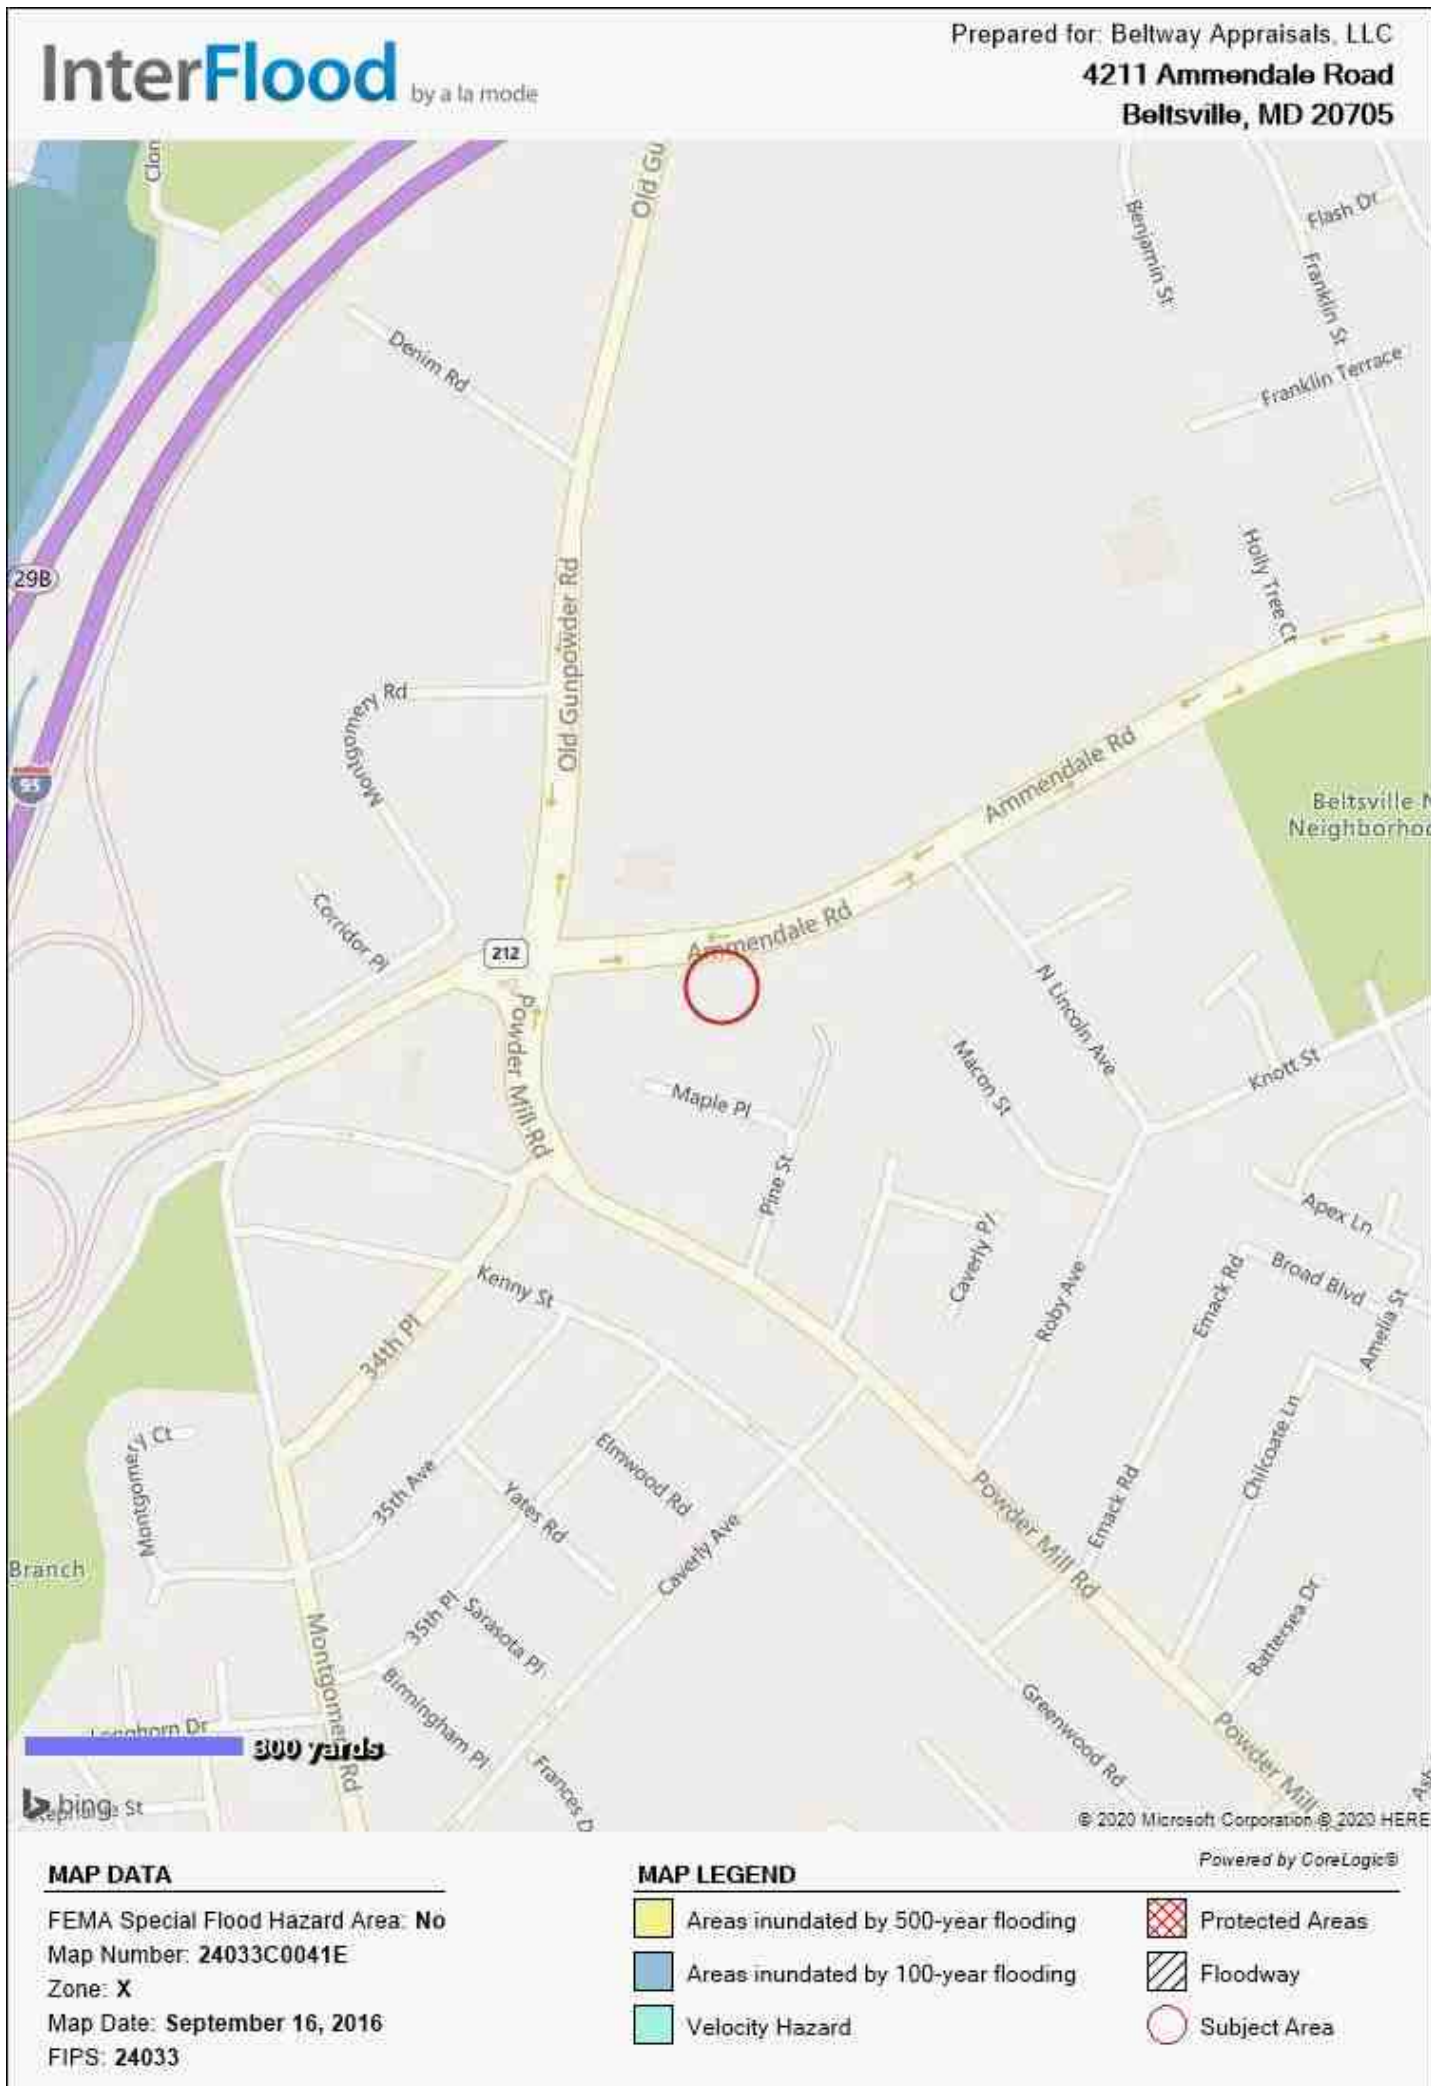 InterFlood by a la mode
Prepared for: Beltway Appraisals, LLC
4211 Ammendale Road
Beltsville, MD 20705
Clon
Old Gu
Benjamin St
Flash Dr
Franklin St
Denim Rd
Franklin Terrace
29B
Holly Tree Ct
Old Gunpowder Rd
Montgomery Rd
95
Ammendale Rd
Beltsville N
Neighborhoo
Corridor Pl
212
Ammendale Rd
N Lincoln Ave
Powder Mill Rd
Macon St
Knott St
Maple Pl
Pine St
Apex Ln
Caverly Pl
Broad Blvd
Kenny St
Roby Ave
Emack Rd
Amelia St
34th Pl
Montgomery Ct
Chilcoate Ln
Elmwood Rd
35th Ave
Yates Rd
Powder Mill Rd
Emack Rd
Caverly Ave
Branch
35th Pl
Sarasota Pl
Battersea Dr
Montgomery Rd
Birmingham Pl
Greenwood Rd
Longhorn Dr
Powder Mill
300 yards
Frances D
Ash
bing
St
© 2020 Microsoft Corporation © 2020 HERE
Powered by CoreLogic®
MAP DATA
FEMA Special Flood Hazard Area: No
Map Number: 24033C0041E
Zone: X
Map Date: September 16, 2016
FIPS: 24033
MAP LEGEND
Areas inundated by 500-year flooding
Areas inundated by 100-year flooding
Velocity Hazard
Protected Areas
Floodway
Subject Area